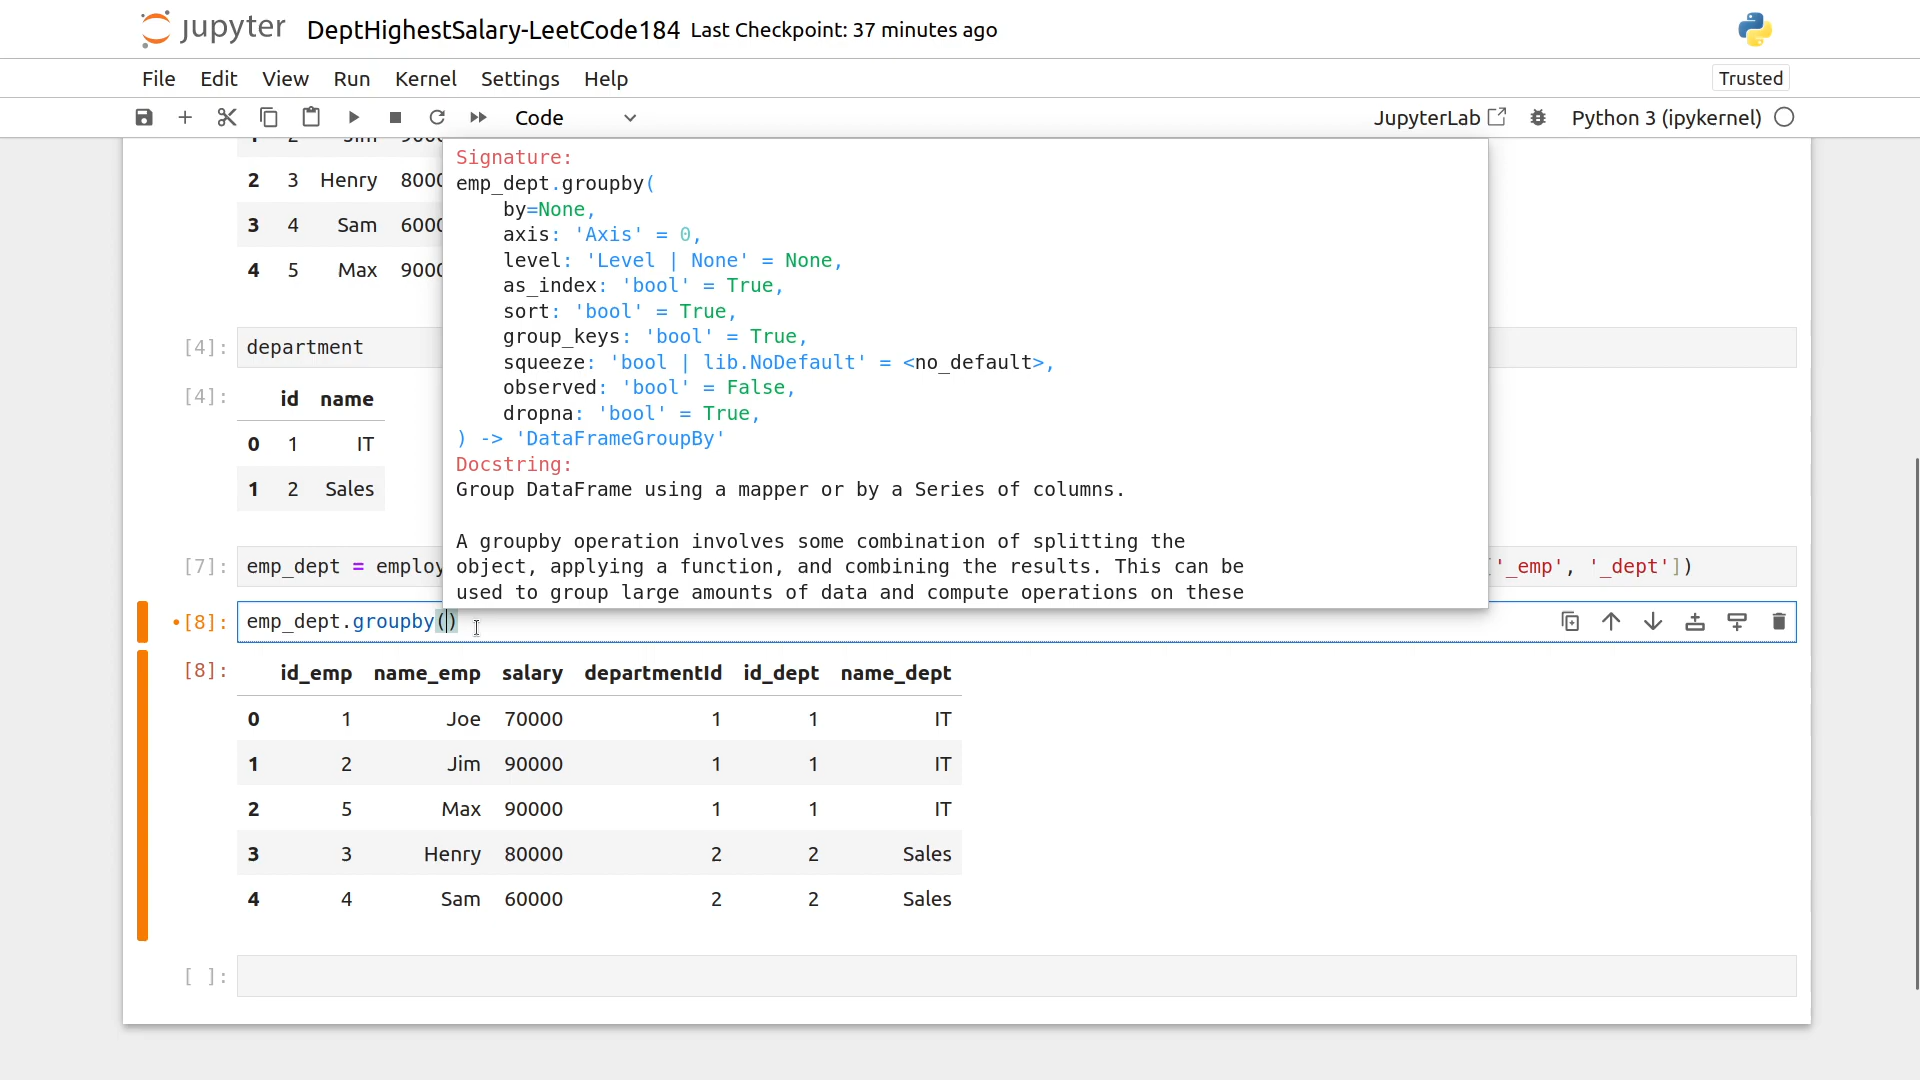 jupyter DeptHighestSalary-LeetCode184 Last Checkpoint: 37 minutes ago
File Edit View Run Kernel Settings Help Trusted
Code JupyterLab Python 3 (ipykernel)
2 3 Henry 8000
3 4 Sam 6000
4 5 Max 9000
Signature:
emp_dept.groupby(
by=None,
axis: 'Axis' = 0,
level: 'Level | None' = None,
as_index: 'bool' = True,
sort: 'bool' = True,
group_keys: 'bool' = True,
squeeze: 'bool | lib.NoDefault' = <no_default>,
observed: 'bool' = False,
dropna: 'bool' = True,
) -> 'DataFrameGroupBy'
Docstring:
Group DataFrame using a mapper or by a Series of columns.
A groupby operation involves some combination of splitting the
object, applying a function, and combining the results. This can be
used to group large amounts of data and compute operations on these
[4]: department
[4]: id name
0 1 IT
1 2 Sales
[7]: emp_dept = employ '_emp', '_dept'])
[8]: emp_dept.groupby()
[8]: id_emp name_emp salary departmentId id_dept name_dept
0 1 Joe 70000 1 1 IT
1 2 Jim 90000 1 1 IT
2 5 Max 90000 1 1 IT
3 3 Henry 80000 2 2 Sales
4 4 Sam 60000 2 2 Sales
[ ]: